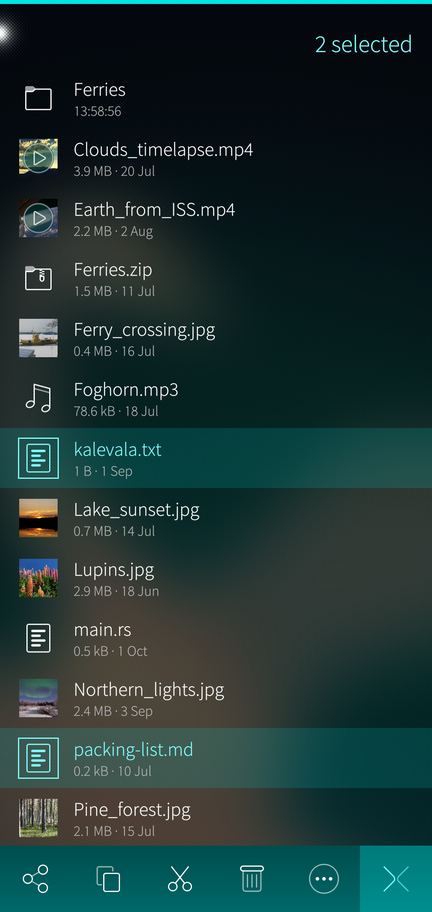 2 selected
Ferries
13:58:56
Clouds_timelapse.mp4
3.9 MB · 20 Jul
Earth_from_ISS.mp4
2.2 MB · 2 Aug
Ferries.zip
1.5 MB · 11 Jul
Ferry_crossing.jpg
0.4 MB · 16 Jul
Foghorn.mp3
78.6 kB · 18 Jul
kalevala.txt
1 B · 1 Sep
Lake_sunset.jpg
0.7 MB · 14 Jul
Lupins.jpg
2.9 MB · 18 Jun
main.rs
0.5 kB · 1 Oct
Northern_lights.jpg
2.4 MB · 3 Sep
packing-list.md
0.2 kB · 10 Jul
Pine_forest.jpg
2.1 MB · 15 Jul